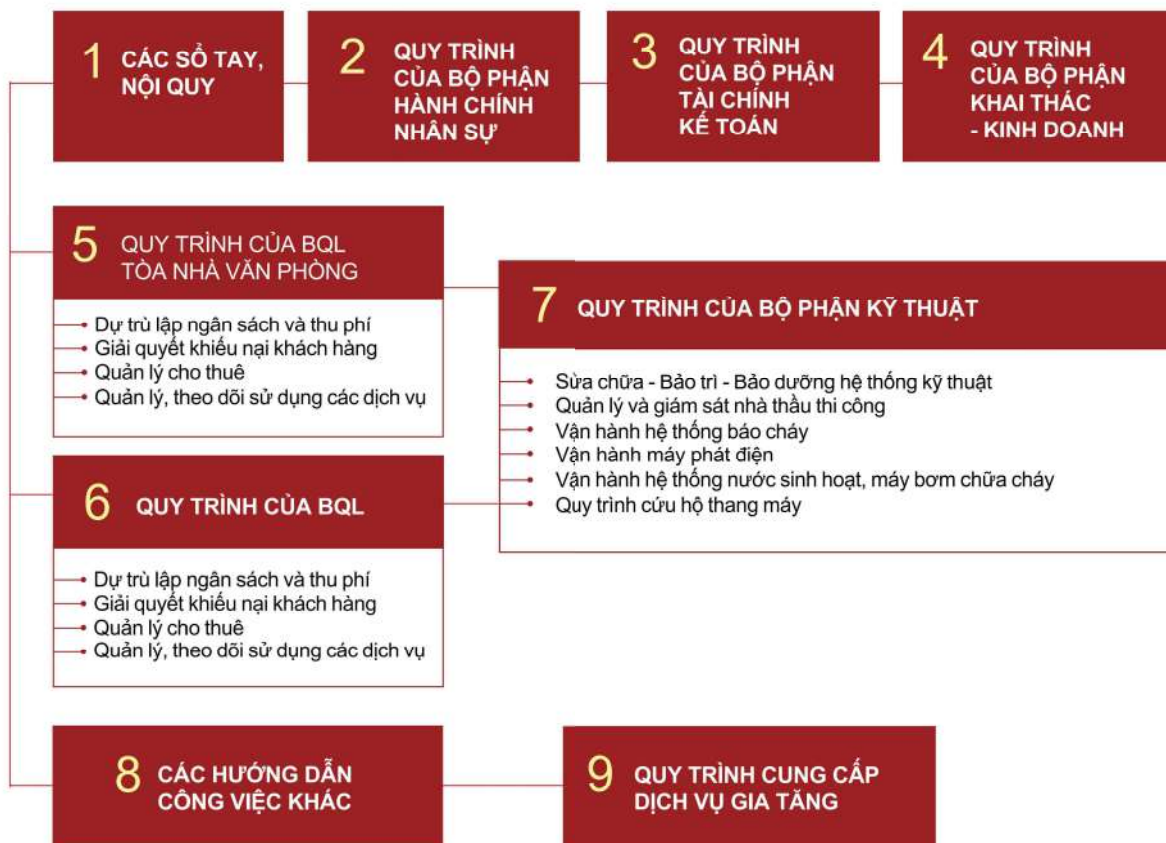 1 CÁC SỔ TAY,
NỘI QUY
2 QUY TRÌNH
CỦA BỘ PHẬN
HÀNH CHÍNH
NHÂN SỰ
3 QUY TRÌNH
CỦA BỘ PHẬN
TÀI CHÍNH
KẾ TOÁN
4 QUY TRÌNH
CỦA BỘ PHẬN
KHAI THÁC
- KINH DOANH
5 QUY TRÌNH CỦA BQL
TÒA NHÀ VĂN PHÒNG
Dự trù lập ngân sách và thu phí
Giải quyết khiếu nại khách hàng
Quản lý cho thuê
Quản lý, theo dõi sử dụng các dịch vụ
6 QUY TRÌNH CỦA BQL
Dự trù lập ngân sách và thu phí
Giải quyết khiếu nại khách hàng
Quản lý cho thuê
Quản lý, theo dõi sử dụng các dịch vụ
7 QUY TRÌNH CỦA BỘ PHẬN KỸ THUẬT
Sửa chữa - Bảo trì - Bảo dưỡng hệ thống kỹ thuật
Quản lý và giám sát nhà thầu thi công
Vận hành hệ thống báo cháy
Vận hành máy phát điện
Vận hành hệ thống nước sinh hoạt, máy bơm chữa cháy
Quy trình cứu hộ thang máy
8 CÁC HƯỚNG DẪN
CÔNG VIỆC KHÁC
9 QUY TRÌNH CUNG CẤP
DỊCH VỤ GIA TĂNG